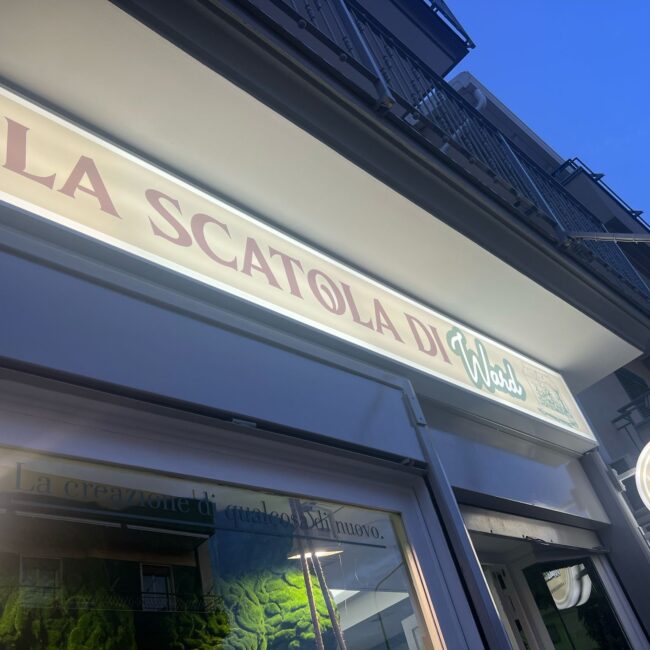 LA SCATOLA DI Ward
La creazione di qualcosa di nuovo.